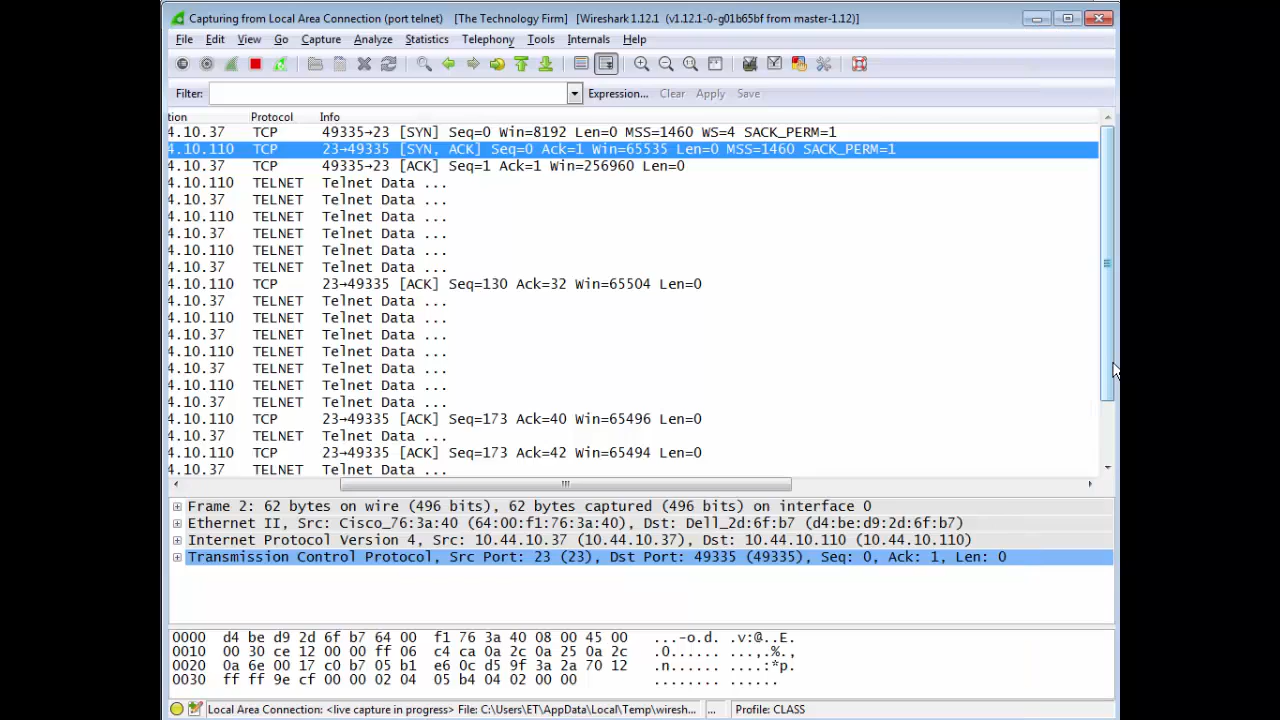 Capturing from Local Area Connection (port telnet) [The Technology Firm] [Wireshark 1.12.1 (v1.12.1-0-g01b65bf from master-1.12)]
File Edit View Go Capture Analyze Statistics Telephony Tools Internals Help
Filter: Expression... Clear Apply Save
tion Protocol Info
4.10.37 TCP 49335→23 [SYN] Seq=0 Win=8192 Len=0 MSS=1460 WS=4 SACK_PERM=1
4.10.110 TCP 23→49335 [SYN, ACK] Seq=0 Ack=1 Win=65535 Len=0 MSS=1460 SACK_PERM=1
4.10.37 TCP 49335→23 [ACK] Seq=1 Ack=1 Win=256960 Len=0
4.10.110 TELNET Telnet Data ...
4.10.37 TELNET Telnet Data ...
4.10.110 TELNET Telnet Data ...
4.10.37 TELNET Telnet Data ...
4.10.110 TELNET Telnet Data ...
4.10.37 TELNET Telnet Data ...
4.10.110 TCP 23→49335 [ACK] Seq=130 Ack=32 Win=65504 Len=0
4.10.37 TELNET Telnet Data ...
4.10.110 TELNET Telnet Data ...
4.10.37 TELNET Telnet Data ...
4.10.110 TELNET Telnet Data ...
4.10.37 TELNET Telnet Data ...
4.10.110 TELNET Telnet Data ...
4.10.37 TELNET Telnet Data ...
4.10.110 TCP 23→49335 [ACK] Seq=173 Ack=40 Win=65496 Len=0
4.10.37 TELNET Telnet Data ...
4.10.110 TCP 23→49335 [ACK] Seq=173 Ack=42 Win=65494 Len=0
4.10.37 TELNET Telnet Data ...
Frame 2: 62 bytes on wire (496 bits), 62 bytes captured (496 bits) on interface 0
Ethernet II, Src: Cisco_76:3a:40 (64:00:f1:76:3a:40), Dst: Dell_2d:6f:b7 (d4:be:d9:2d:6f:b7)
Internet Protocol Version 4, Src: 10.44.10.37 (10.44.10.37), Dst: 10.44.10.110 (10.44.10.110)
Transmission Control Protocol, Src Port: 23 (23), Dst Port: 49335 (49335), Seq: 0, Ack: 1, Len: 0
0000 d4 be d9 2d 6f b7 64 00 f1 76 3a 40 08 00 45 00 ...-o.d. .v:@..E.
0010 00 30 ce 12 00 00 ff 06 c4 ca 0a 2c 0a 25 0a 2c .0...... ...,.%.,
0020 0a 6e 00 17 c0 b7 05 b1 e6 0c d5 9f 3a 2a 70 12 .n...... ....:*p.
0030 ff ff 9e cf 00 00 02 04 05 b4 04 02 00 00 ........ ......
Local Area Connection: <live capture in progress> File: C:\Users\ET\AppData\Local\Temp\wiresh... ... Profile: CLASS